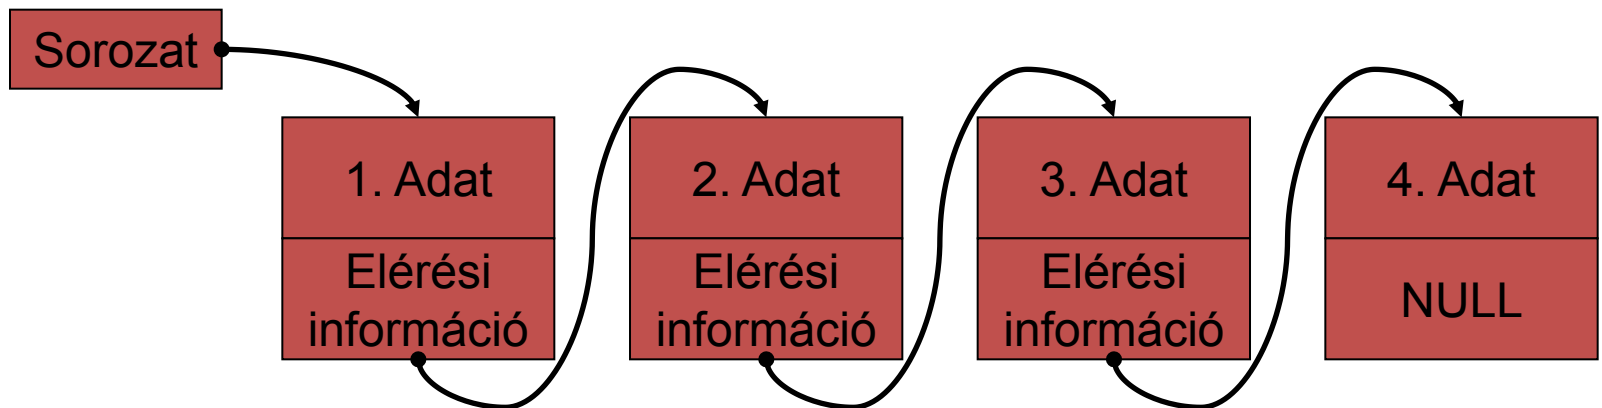 Sorozat
1. Adat
Elérési
információ
2. Adat
Elérési
információ
3. Adat
Elérési
információ
4. Adat
NULL